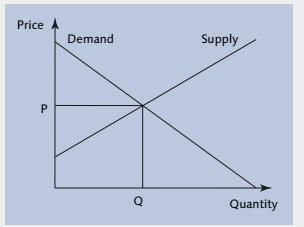 Price
Demand
Supply
P
Q
Quantity